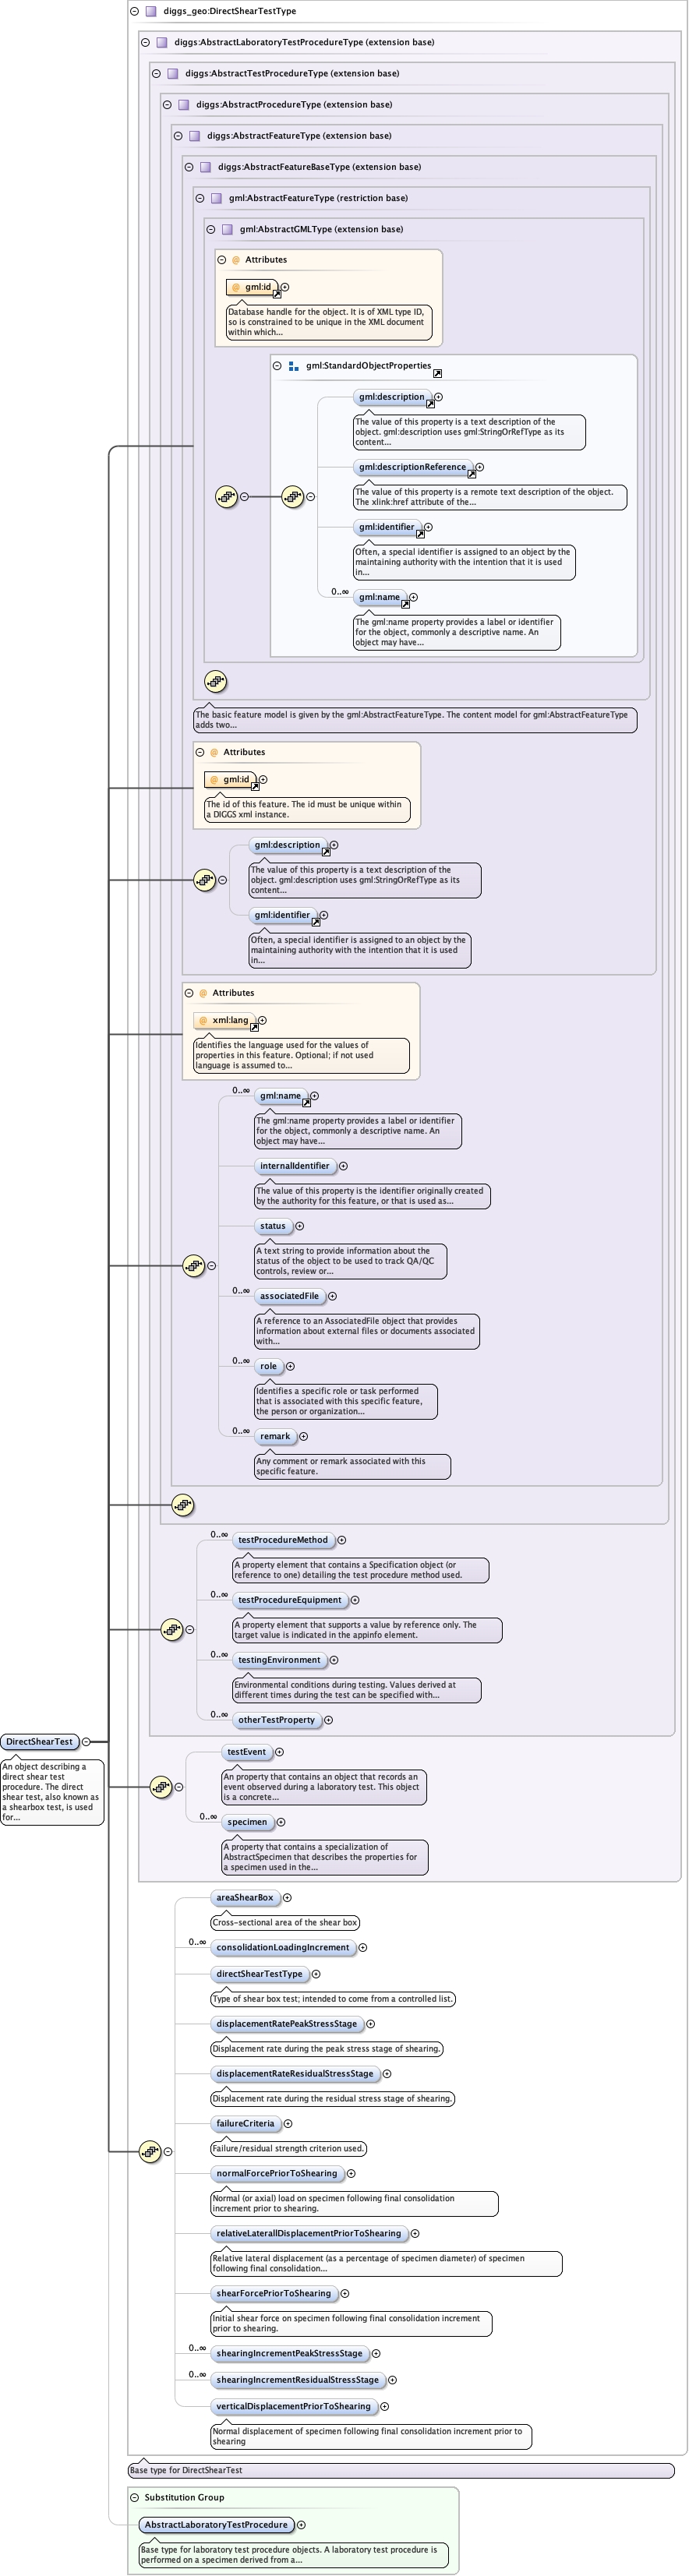 diggs_geo:DirectShearTestType
diggs:AbstractLaboratoryTestProcedureType (extension base)
diggs:AbstractTestProcedureType (extension base)
diggs:AbstractProcedureType (extension base)
diggs:AbstractFeatureType (extension base)
diggs:AbstractFeatureBaseType (extension base)
gml:AbstractFeatureType (restriction base)
gml:AbstractGMLType (extension base)
@ Attributes
@ gml:id
Database handle for the object. It is of XML type ID,
so is constrained to be unique in the XML document
within which...
gml:StandardObjectProperties
gml:description
The value of this property is a text description of the
object. gml:description uses gml:StringOrRefType as its
content...
gml:descriptionReference
The value of this property is a remote text description of the object.
The xlink:href attribute of the...
gml:identifier
Often, a special identifier is assigned to an object by the
maintaining authority with the intention that it is used
in...
0..∞ gml:name
The gml:name property provides a label or identifier
for the object, commonly a descriptive name. An
object may have...
The basic feature model is given by the gml:AbstractFeatureType. The content model for gml:AbstractFeatureType
adds two...
@ Attributes
@ gml:id
The id of this feature. The id must be unique within
a DIGGS xml instance.
gml:description
The value of this property is a text description of the
object. gml:description uses gml:StringOrRefType as its
content...
gml:identifier
Often, a special identifier is assigned to an object by the
maintaining authority with the intention that it is used
in...
@ Attributes
@ xml:lang
Identifies the language used for the values of
properties in this feature. Optional; if not used
language is assumed to...
0..∞ gml:name
The gml:name property provides a label or identifier
for the object, commonly a descriptive name. An
object may have...
internalIdentifier
The value of this property is the identifier originally created
by the authority for this feature, or that is used as...
status
A text string to provide information about the
status of the object to be used to track QA/QC
controls, review or...
0..∞ associatedFile
A reference to an AssociatedFile object that provides
information about external files or documents associated
with...
0..∞ role
Identifies a specific role or task performed
that is associated with this specific feature,
the person or organization...
0..∞ remark
Any comment or remark associated with this
specific feature.
0..∞ testProcedureMethod
A property element that contains a Specification object (or
reference to one) detailing the test procedure method used.
0..∞ testProcedureEquipment
A property element that supports a value by reference only. The
target value is indicated in the appinfo element.
0..∞ testingEnvironment
Environmental conditions during testing. Values derived at
different times during the test can be specified with...
0..∞ otherTestProperty
DirectShearTest
An object describing a
direct shear test
procedure. The direct
shear test, also known as
a shearbox test, is used
for...
testEvent
An property that contains an object that records an
event observed during a laboratory test. This object
is a concrete...
0..∞ specimen
A property that contains a specialization of
AbstractSpecimen that describes the properties for
a specimen used in the...
areaShearBox
Cross-sectional area of the shear box
0..∞ consolidationLoadingIncrement
directShearTestType
Type of shear box test; intended to come from a controlled list.
displacementRatePeakStressStage
Displacement rate during the peak stress stage of shearing.
displacementRateResidualStressStage
Displacement rate during the residual stress stage of shearing.
failureCriteria
Failure/residual strength criterion used.
normalForcePriorToShearing
Normal (or axial) load on specimen following final consolidation
increment prior to shearing.
relativeLaterallDisplacementPriorToShearing
Relative lateral displacement (as a percentage of specimen diameter) of specimen
following final consolidation...
shearForcePriorToShearing
Initial shear force on specimen following final consolidation increment
prior to shearing.
0..∞ shearingIncrementPeakStressStage
0..∞ shearingIncrementResidualStressStage
verticalDisplacementPriorToShearing
Normal displacement of specimen following final consolidation increment prior to
shearing
Base type for DirectShearTest
Substitution Group
AbstractLaboratoryTestProcedure
Base type for laboratory test procedure objects. A laboratory test procedure is
performed on a specimen derived from a...